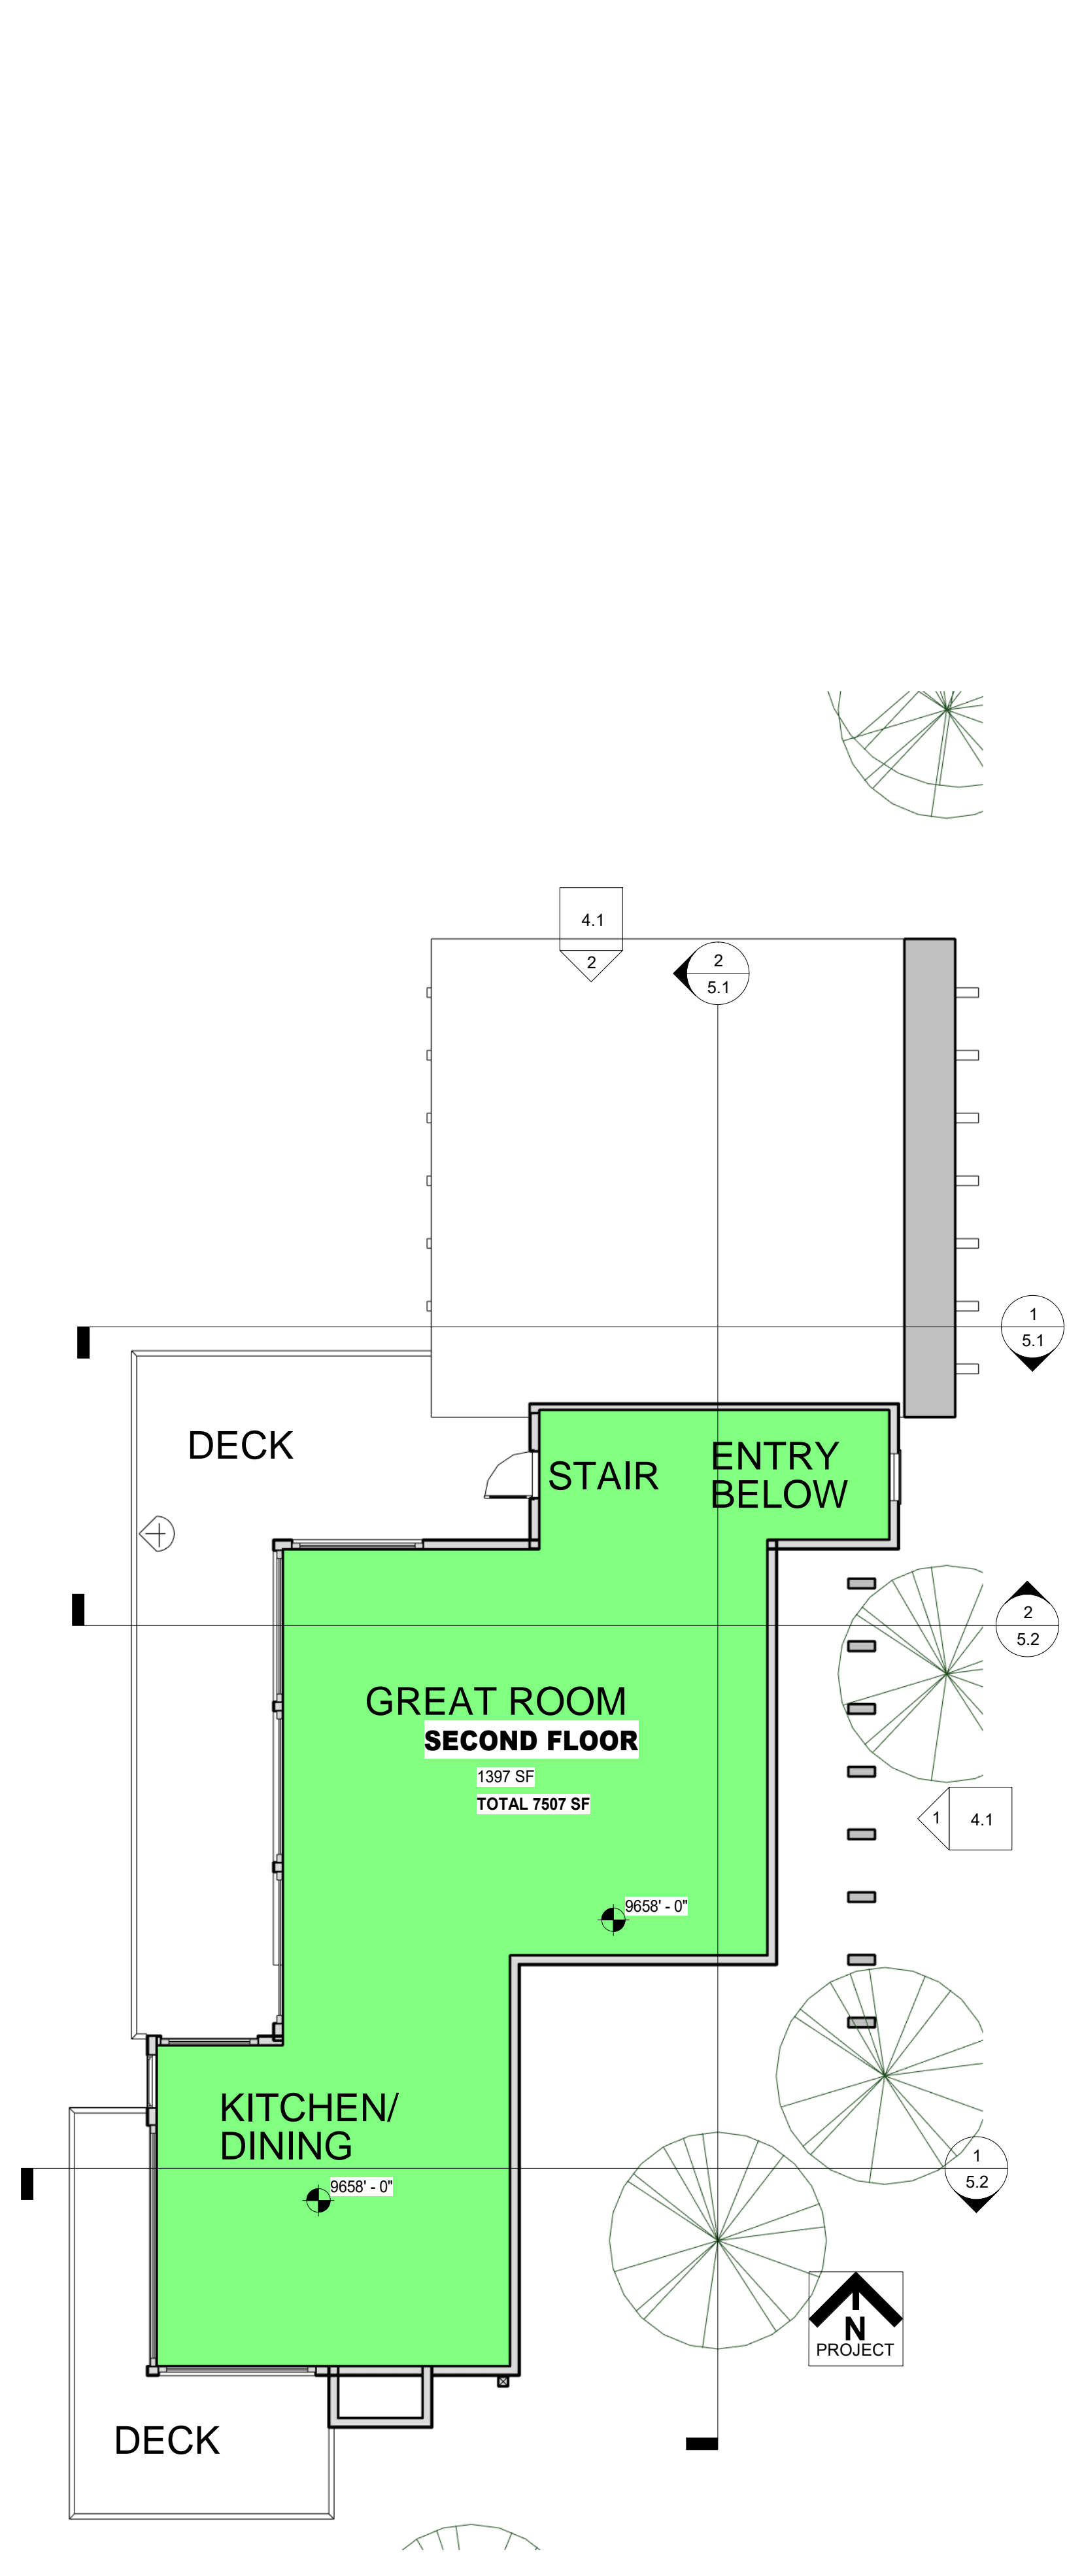 4.1
2
2
5.1
1
5.1
DECK
STAIR
ENTRY
BELOW
2
5.2
GREAT ROOM
SECOND FLOOR
1397 SF
TOTAL 7507 SF
1
4.1
9658' - 0"
KITCHEN/
DINING
9658' - 0"
1
5.2
N
PROJECT
DECK